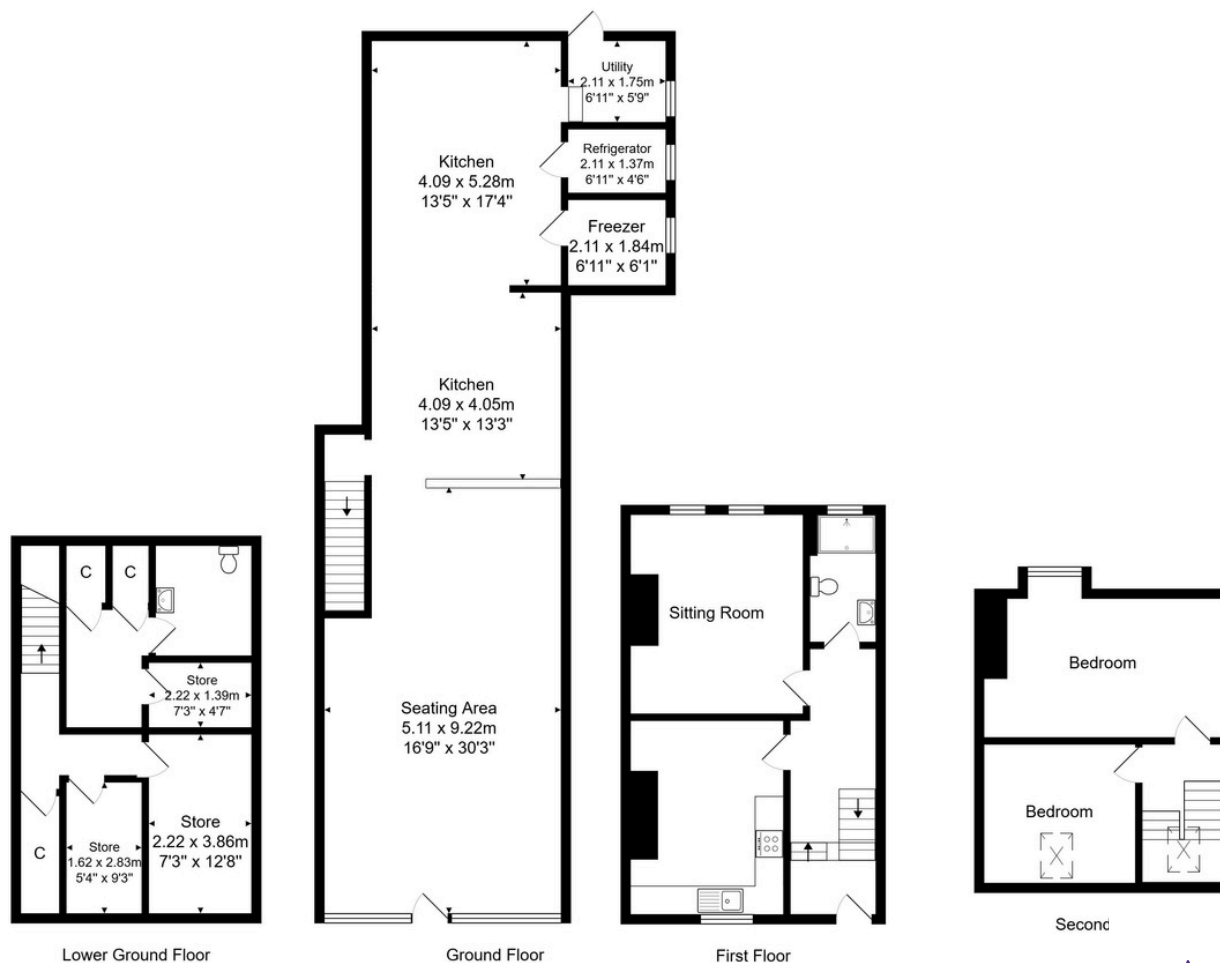 Utility
2.11 x 1.75m
6'11" x 5'9"
Refrigerator
2.11 x 1.37m
6'11" x 4'6"
Freezer
2.11 x 1.84m
6'11" x 6'1"
Kitchen
4.09 x 5.28m
13'5" x 17'4"
Kitchen
4.09 x 4.05m
13'5" x 13'3"
Seating Area
5.11 x 9.22m
16'9" x 30'3"
C
C
Store
2.22 x 1.39m
7'3" x 4'7"
Store
2.22 x 3.86m
7'3" x 12'8"
Store
1.62 x 2.83m
5'4" x 9'3"
C
Sitting Room
Bedroom
Bedroom
Lower Ground Floor
Ground Floor
First Floor
Second